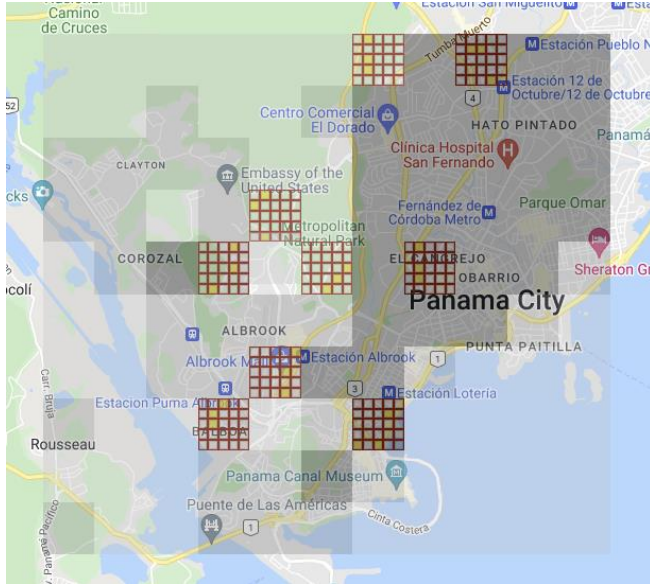 Camino
de Cruces
Estación San Miguelito
Tumba Muerto
Estación Pueblo N
Estación 12 de
Octubre/12 de Octubre
4
52
Centro Comercial
El Dorado
HATO PINTADO
Panamá
Clínica Hospital
San Fernando
H
CLAYTON
Embassy of the
United States
cks
Parque Omar
Fernández de
Córdoba Metro
Metropolitan
Natural Park
COROZAL
EL CANGREJO
OBARRIO
Sheraton Gr
ocolí
Panama City
ALBROOK
PUNTA PAITILLA
Albrook Ma
Estación Albrook
1
Carr. Bruja
3
Estacion Puma Albrook
Estación Lotería
BALBOA
Rousseau
Panama Canal Museum
Puente de Las Américas
1
Cinta Costera